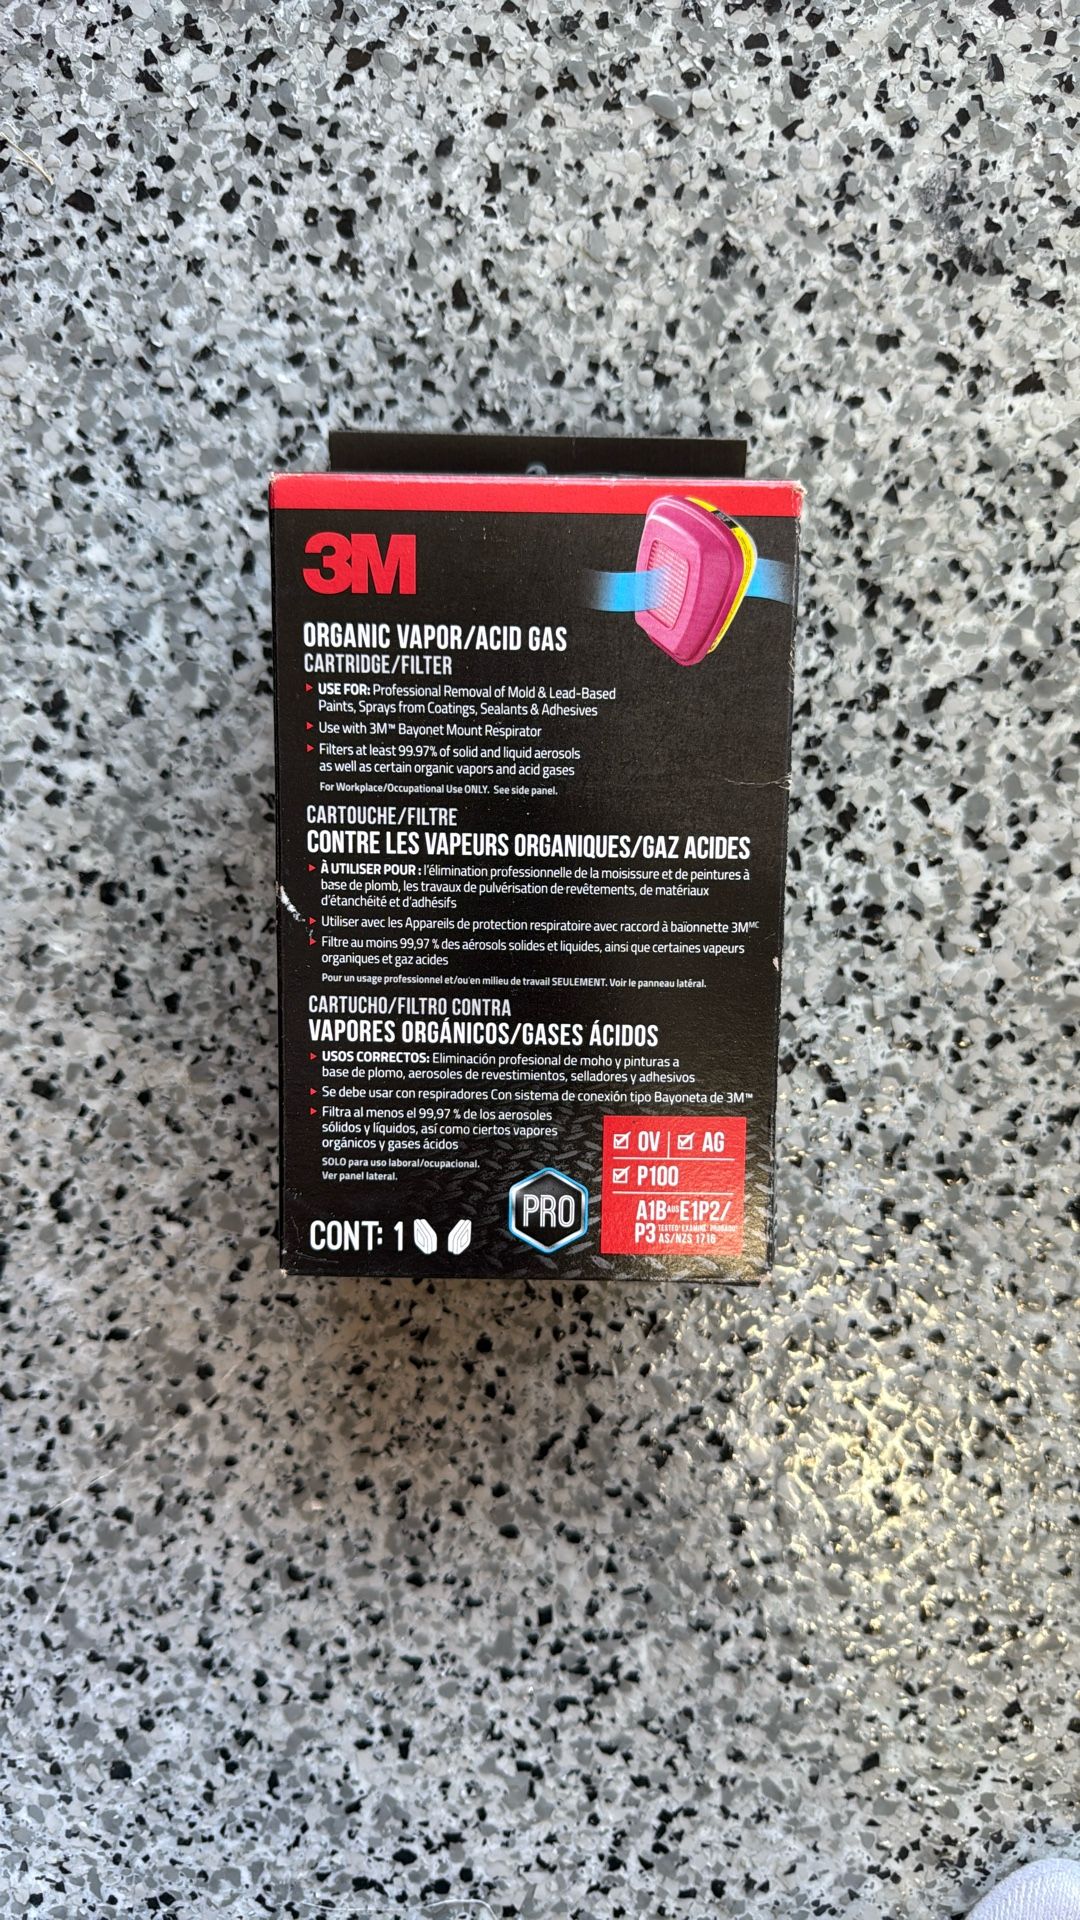 3M
ORGANIC VAPOR/ACID GAS
CARTRIDGE/FILTER
USE FOR: Professional Removal of Mold & Lead-Based
Paints, Sprays from Coatings, Sealants & Adhesives
Use with 3M™ Bayonet Mount Respirator
Filters at least 99.97% of solid and liquid aerosols
as well as certain organic vapors and acid gases
For Workplace/Occupational Use ONLY. See side panel.
CARTOUCHE/FILTRE
CONTRE LES VAPEURS ORGANIQUES/GAZ ACIDES
À UTILISER POUR : l'élimination professionnelle de la moisissure et de peintures à
base de plomb, les travaux de pulvérisation de revêtements, de matériaux
d'étanchéité et d'adhésifs
Utiliser avec les Appareils de protection respiratoire avec raccord à baïonnette 3Mᴹᶜ
Filtre au moins 99,97 % des aérosols solides et liquides, ainsi que certaines vapeurs
organiques et gaz acides
Pour un usage professionnel et/ou en milieu de travail SEULEMENT. Voir le panneau latéral.
CARTUCHO/FILTRO CONTRA
VAPORES ORGÁNICOS/GASES ÁCIDOS
USOS CORRECTOS: Eliminación profesional de moho y pinturas a
base de plomo, aerosoles de revestimientos, selladores y adhesivos
Se debe usar con respiradores Con sistema de conexión tipo Bayoneta de 3M™
Filtra al menos el 99,97 % de los aerosoles
sólidos y líquidos, así como ciertos vapores
orgánicos y gases ácidos
SOLO para uso laboral/ocupacional.
Ver panel lateral.
CONT: 1
PRO
OV | AG
P100
A1B AUS E1P2/
P3 TESTED EXAMINÉ PROBADO
AS/NZS 1716